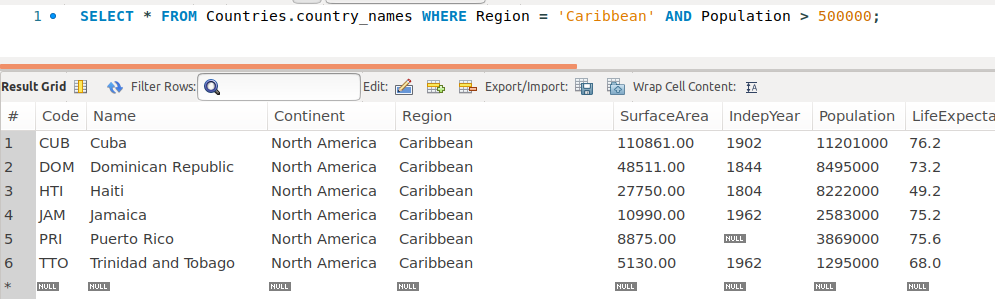 1 SELECT * FROM Countries.country_names WHERE Region = 'Caribbean' AND Population > 500000;
Result Grid Filter Rows: Edit: Export/Import: Wrap Cell Content: IA
# Code Name Continent Region SurfaceArea IndepYear Population LifeExpecta
1 CUB Cuba North America Caribbean 110861.00 1902 11201000 76.2
2 DOM Dominican Republic North America Caribbean 48511.00 1844 8495000 73.2
3 HTI Haiti North America Caribbean 27750.00 1804 8222000 49.2
4 JAM Jamaica North America Caribbean 10990.00 1962 2583000 75.2
5 PRI Puerto Rico North America Caribbean 8875.00 NULL 3869000 75.6
6 TTO Trinidad and Tobago North America Caribbean 5130.00 1962 1295000 68.0
* NULL NULL NULL NULL NULL NULL NULL NULL